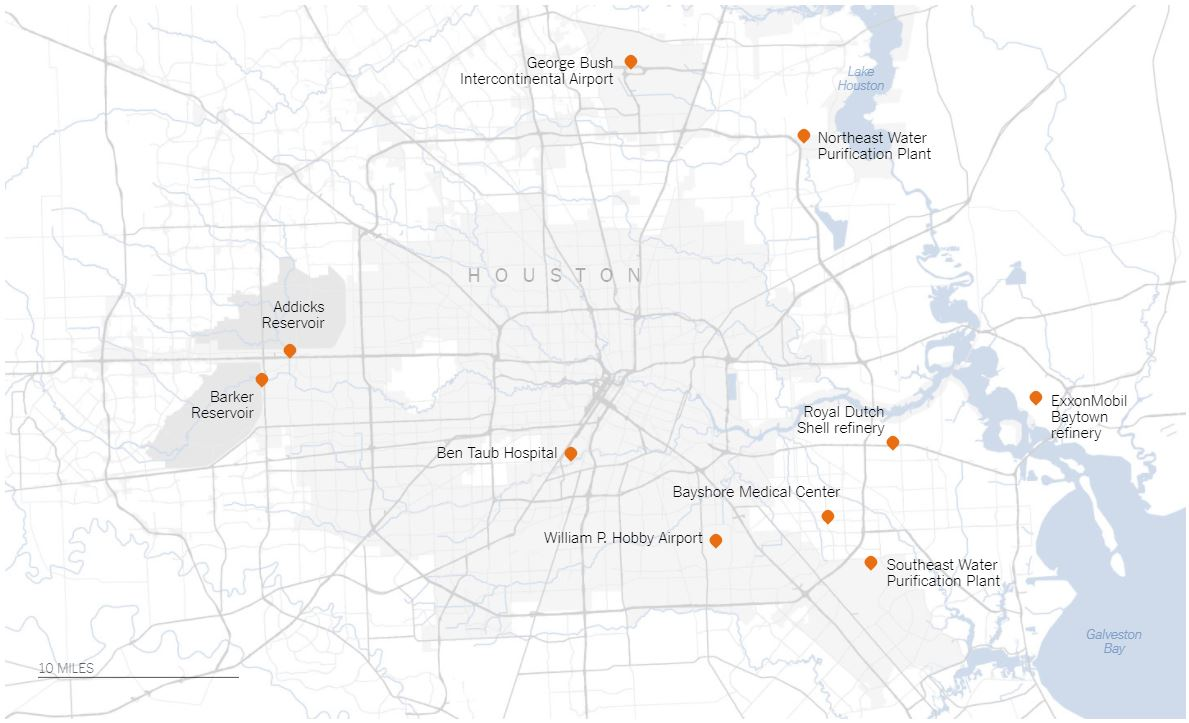 George Bush
Intercontinental Airport
Lake
Houston
Northeast Water
Purification Plant
HOUSTON
Addicks
Reservoir
Barker
Reservoir
ExxonMobil
Baytown
refinery
Royal Dutch
Shell refinery
Ben Taub Hospital
Bayshore Medical Center
William P. Hobby Airport
Southeast Water
Purification Plant
Galveston
Bay
10 MILES